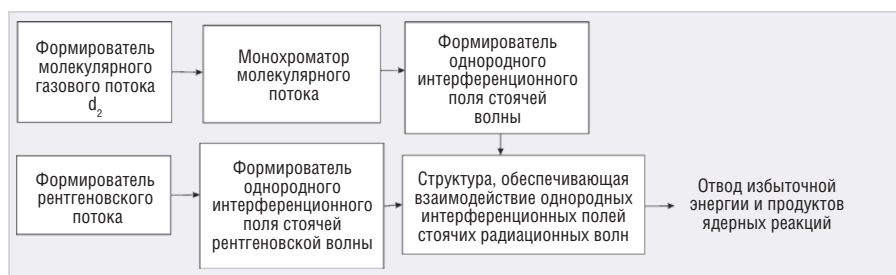 Формирователь
молекулярного
газового потока
d₂
Монохроматор
молекулярного
потока
Формирователь
однородного
интерференционного
поля стоячей
волны
Формирователь
рентгеновского
потока
Формирователь
однородного
интерференционного
поля стоячей
рентгеновской волны
Структура, обеспечивающая
взаимодействие однородных
интерференционных полей
стоячих радиационных волн
Отвод избыточной
энергии и продуктов
ядерных реакций